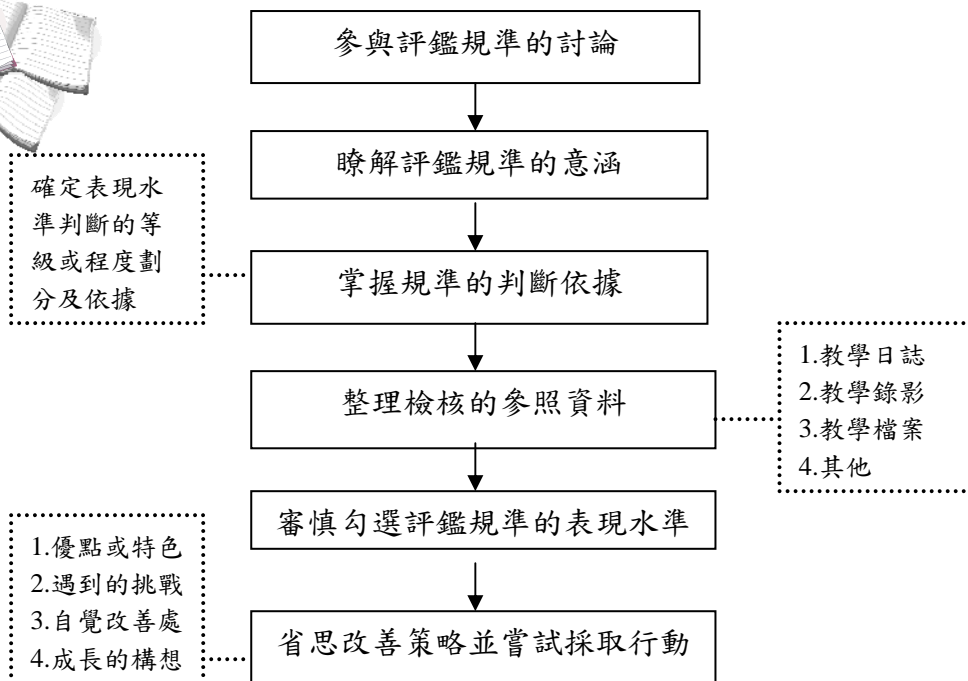 參與評鑑規準的討論
瞭解評鑑規準的意涵
確定表現水
準判斷的等
級或程度劃
分及依據
掌握規準的判斷依據
整理檢核的參照資料
1.教學日誌
2.教學錄影
3.教學檔案
4.其他
審慎勾選評鑑規準的表現水準
1.優點或特色
2.遇到的挑戰
3.自覺改善處
4.成長的構想
省思改善策略並嘗試採取行動